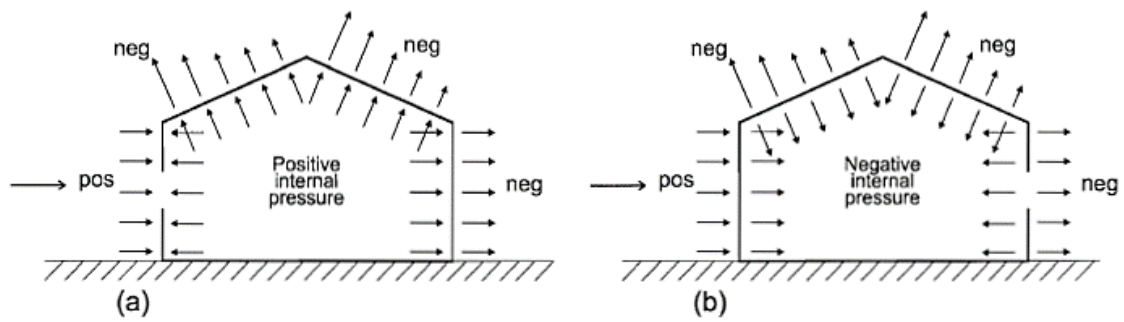 neg
neg
pos
Positive
internal
pressure
neg
(a)
neg
neg
pos
Negative
internal
pressure
neg
(b)